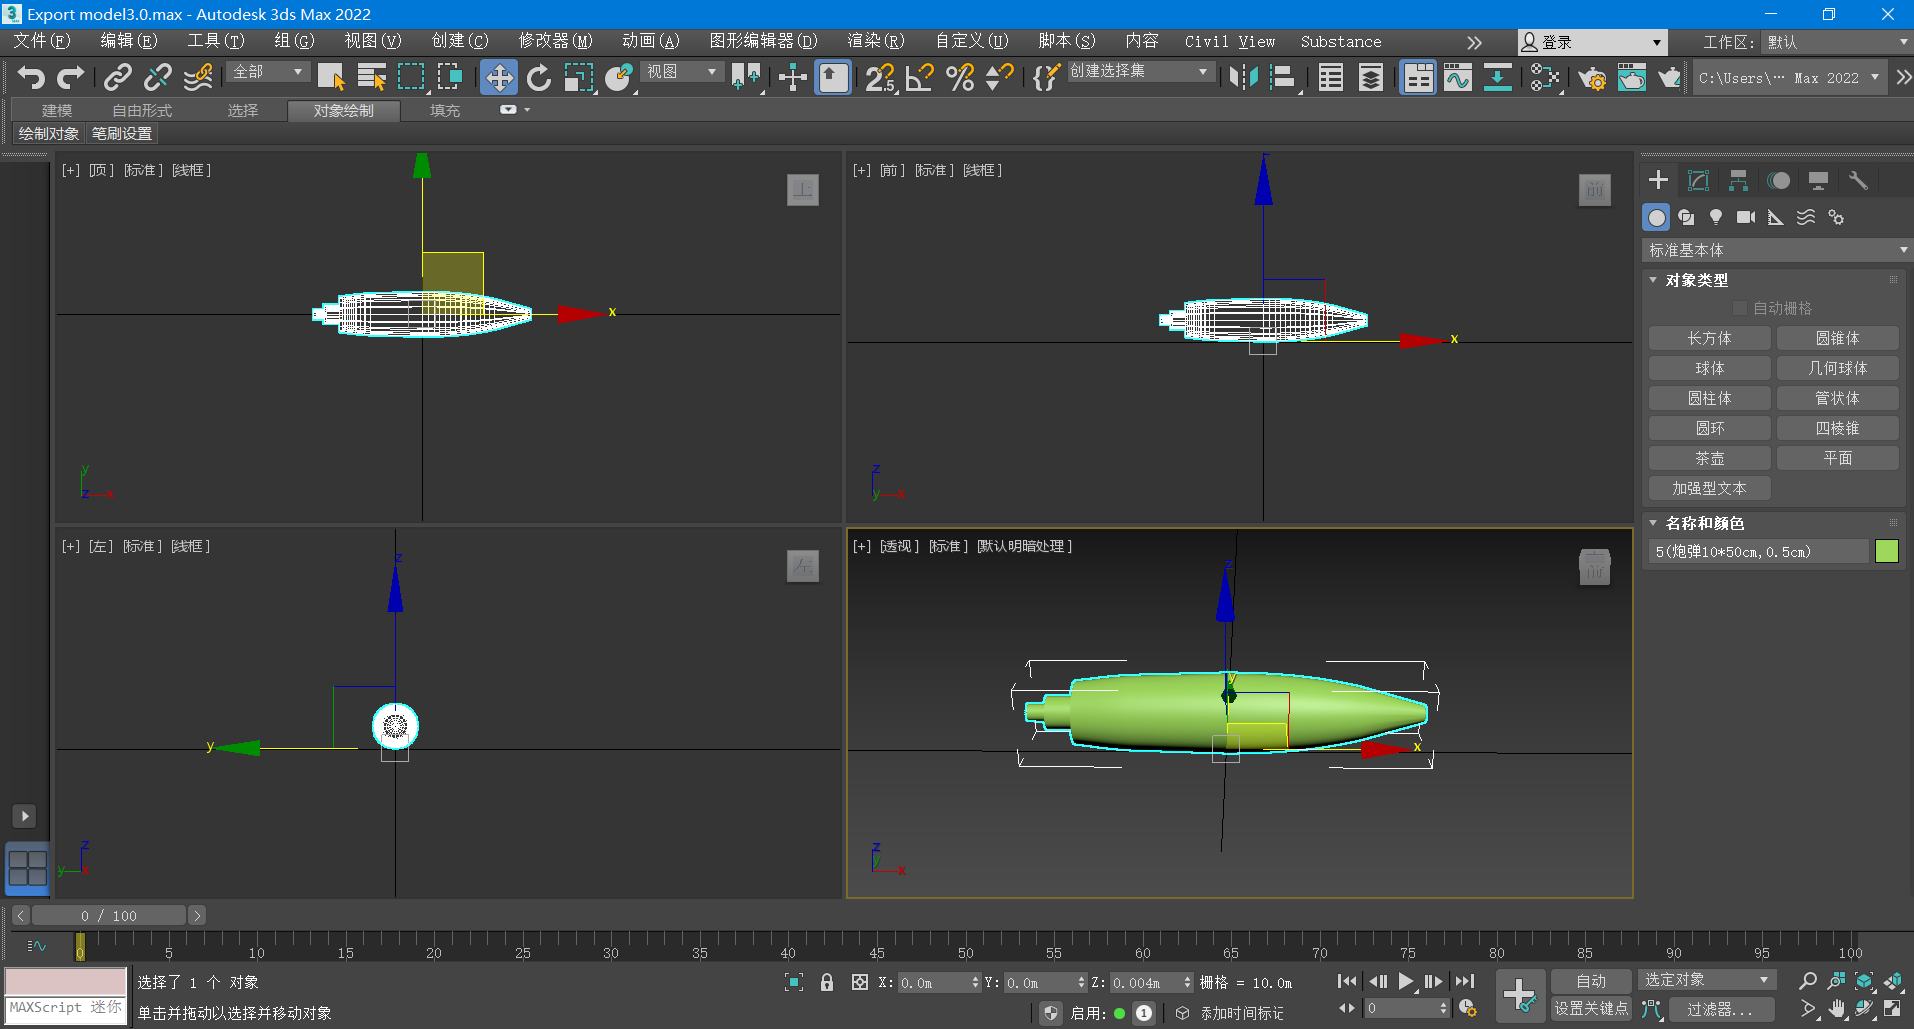 Export model3.0.max - Autodesk 3ds Max 2022
文件(F) 编辑(E) 工具(T) 组(G) 视图(V) 创建(C) 修改器(M) 动画(A) 图形编辑器(D) 渲染(R) 自定义(U) 脚本(S) 内容 Civil View Substance 登录 工作区: 默认
全部 视图 创建选择集 C:\Users\··· Max 2022
建模 自由形式 选择 对象绘制 填充
绘制对象 笔刷设置
[+] [顶] [标准] [线框]
上
y
x
y
z x
[+] [前] [标准] [线框]
前
x
z
y x
[+] [左] [标准] [线框]
左
z
y
z
y x
[+] [透视] [标准] [默认明暗处理]
前
z
y
x
z
y
x
标准基本体
对象类型
自动栅格
长方体 圆锥体
球体 几何球体
圆柱体 管状体
圆环 四棱锥
茶壶 平面
加强型文本
名称和颜色
5(炮弹10*50cm,0.5cm)
0 / 100
0 5 10 15 20 25 30 35 40 45 50 55 60 65 70 75 80 85 90 95 100
选择了 1 个 对象 X: 0.0m Y: 0.0m Z: 0.004m 栅格 = 10.0m 自动 选定对象
MAXScript 迷你
单击并拖动以选择并移动对象 启用: 1 添加时间标记 0 设置关键点 过滤器...